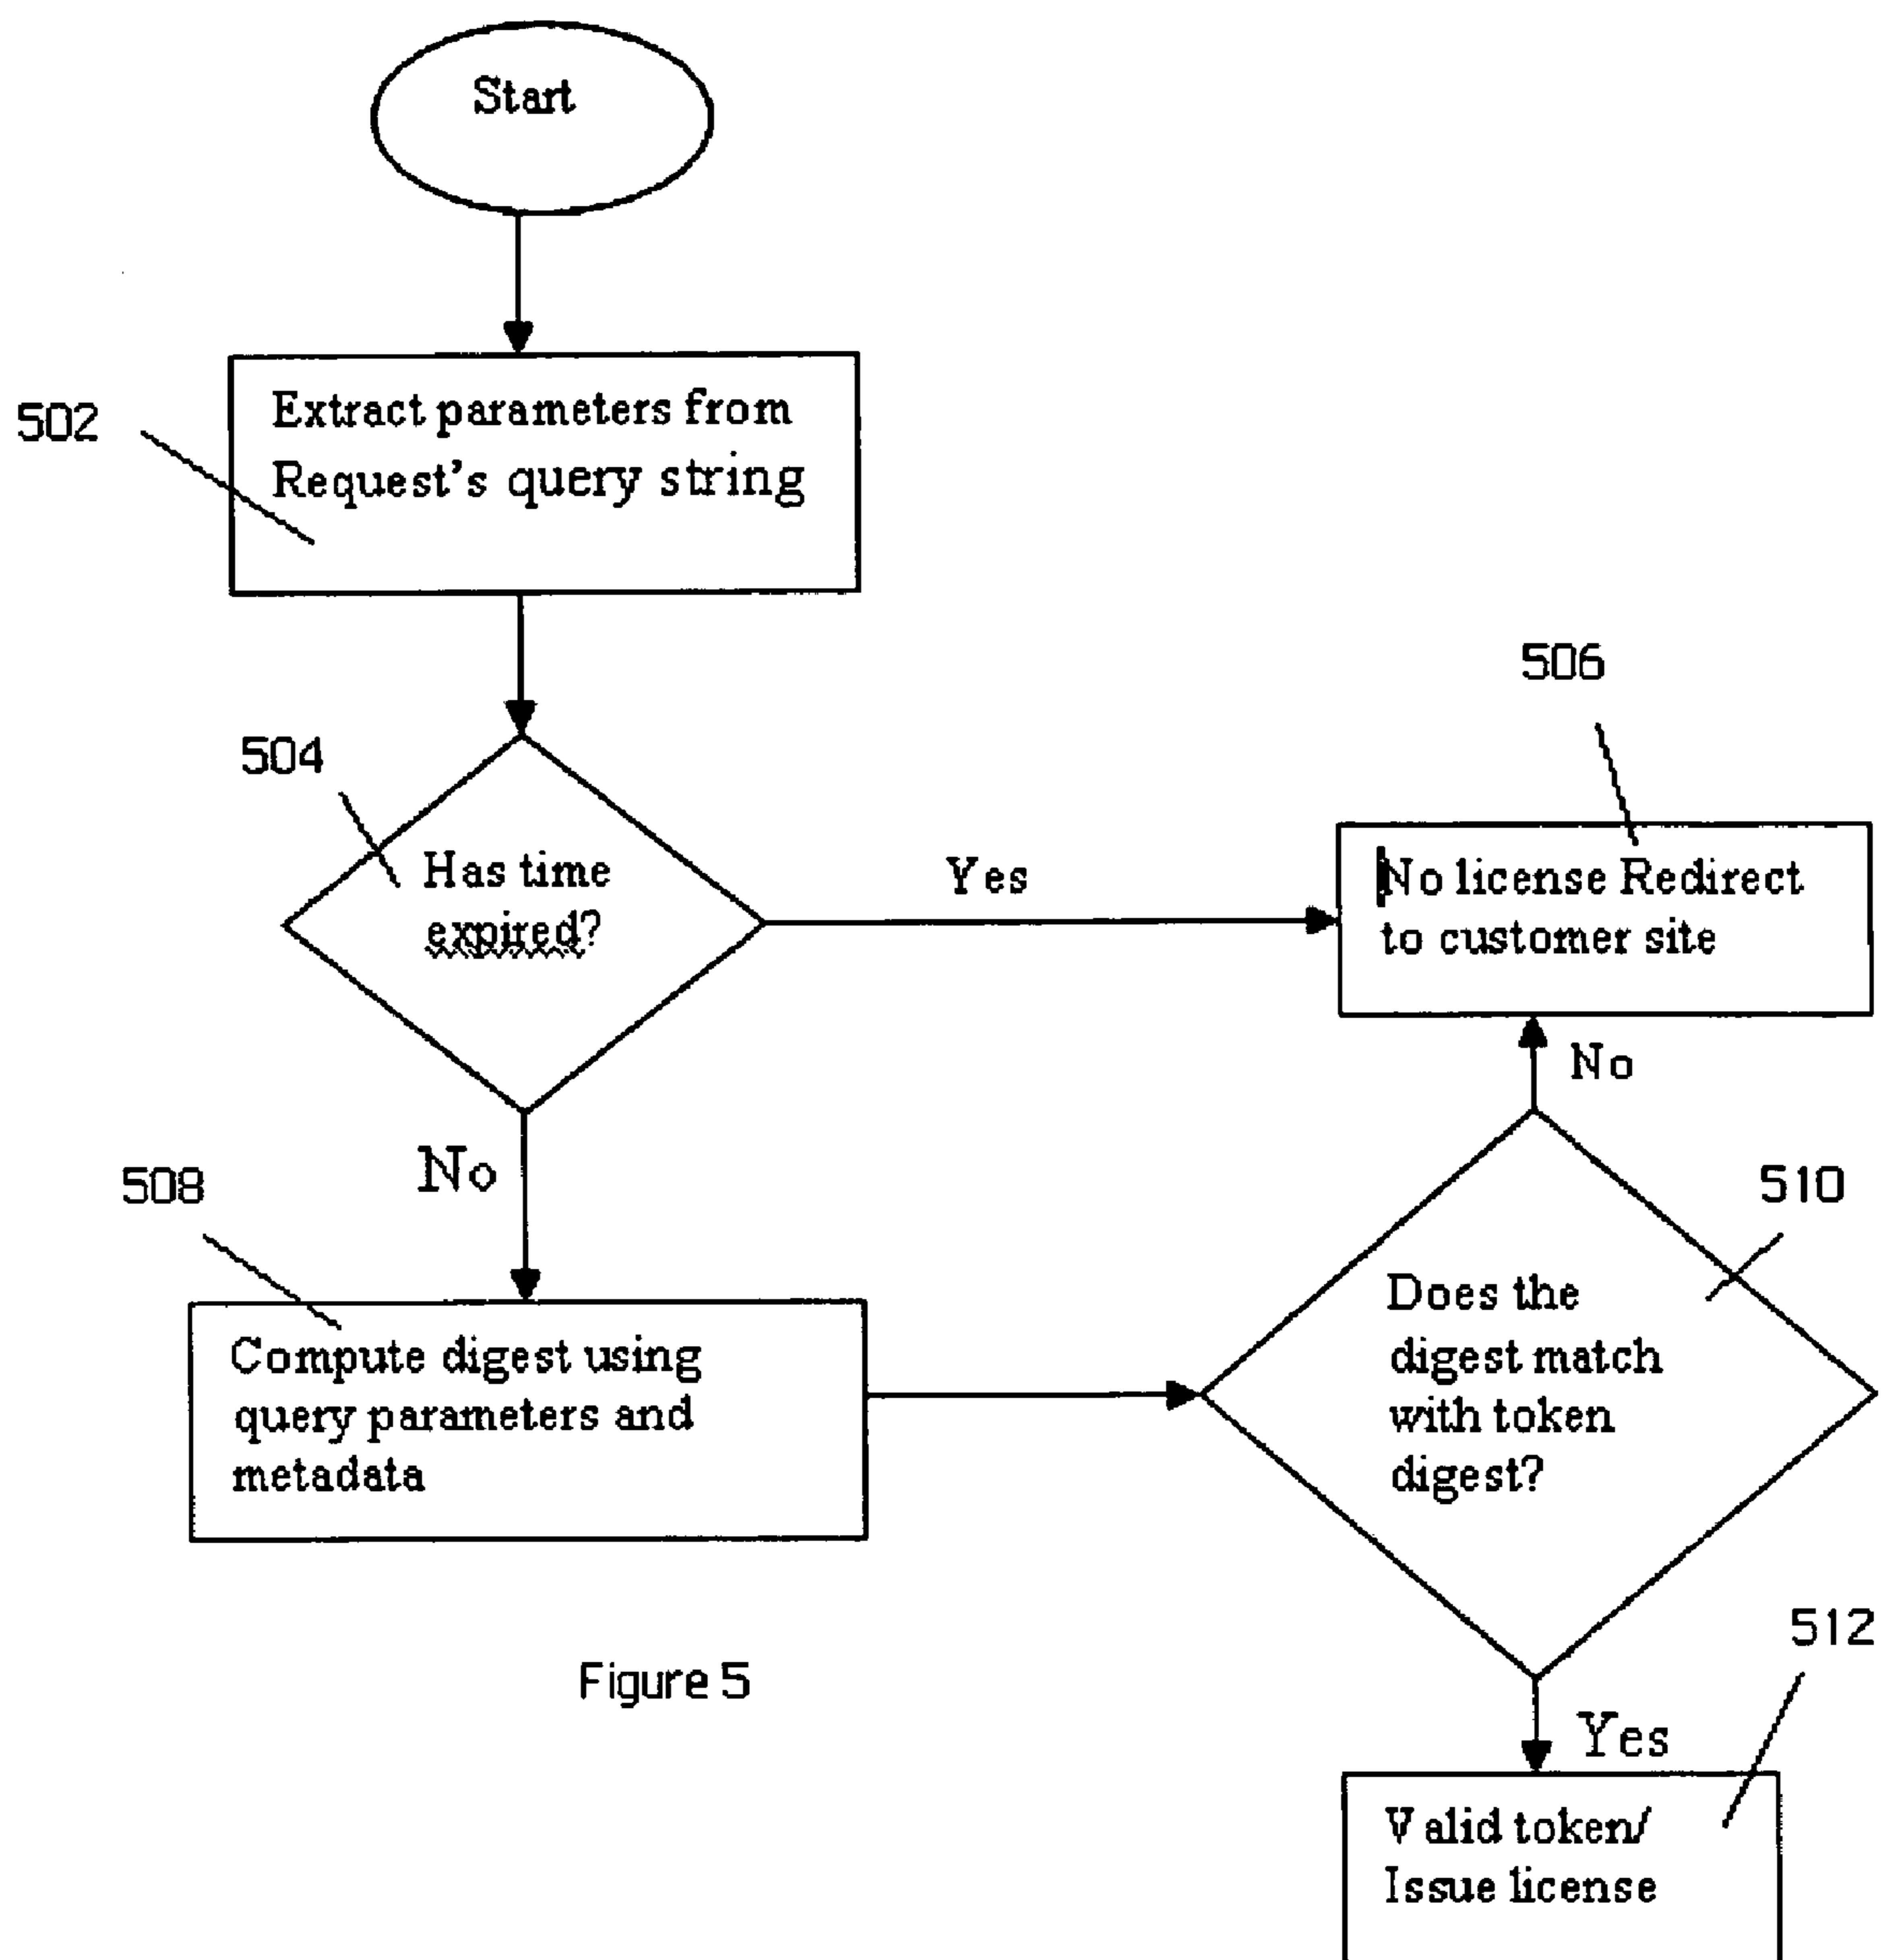 Start
502
Extract parameters from
Request's query string
504
Has time
expired?
Yes
506
No license Redirect
to customer site
No
508
No
Compute digest using
query parameters and
metadata
510
Does the
digest match
with token
digest?
Figure 5
512
Yes
Valid token/
Issue license